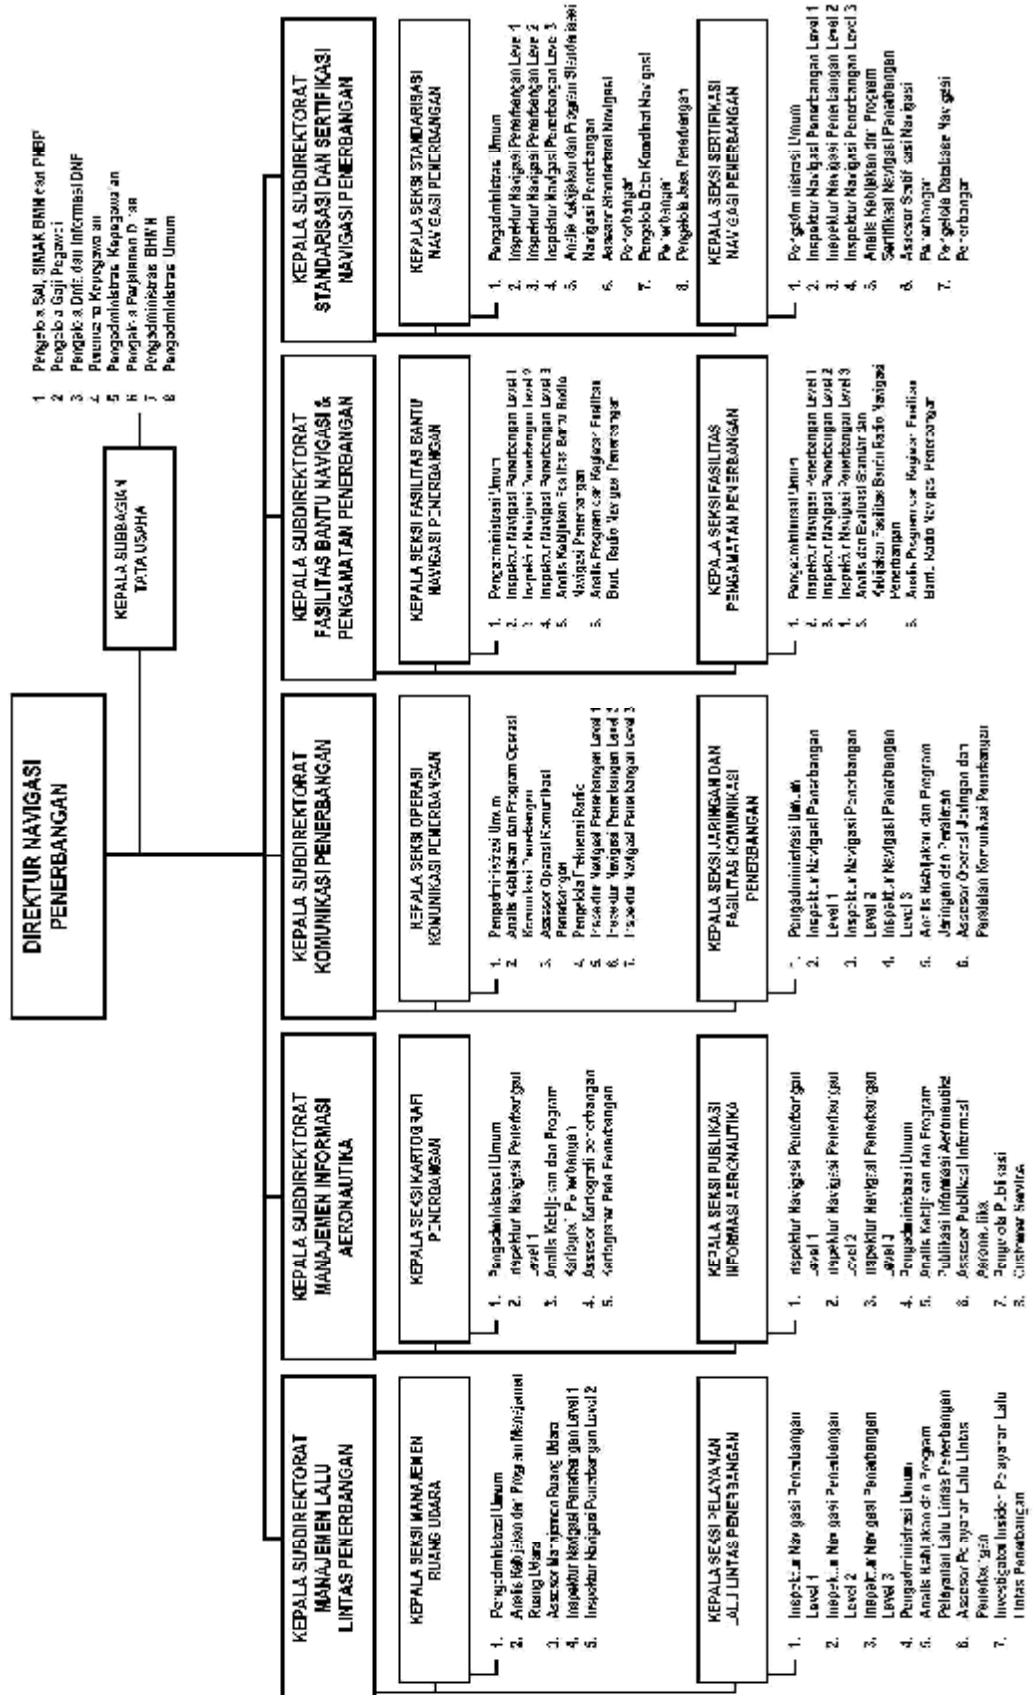 DIREKTUR NAVIGASI
PENERBANGAN
KEPALA SUBBAGIAN
TATA USAHA
1 Pengelola SAI, SIMAK BMN dan PNBP
2 Pengelola Gaji Pegawai
3 Pengelola Data dan Informasi DNP
4 Kepegawaian
5 Pengadministrasi Kepegawaian
6 Pengelola Perjalanan Dinas
7 Pengadministrasi BHMN
8 Pengadministrasi Umum
KEPALA SUBDIREKTORAT
MANAJEMEN LALU
LINTAS PENERBANGAN
KEPALA SEKSI MANAJEMEN
RUANG UDARA
1. Pengadministrasi Umum
2. Analis Kebijakan dan Program Manajemen
Ruang Udara
3. Assesor Manajemen Ruang Udara
4. Inspektur Navigasi Penerbangan Level 1
5. Inspektur Navigasi Penerbangan Level 2
KEPALA SEKSI PELAYANAN
LALU LINTAS PENERBANGAN
1. Inspektur Navigasi Penerbangan
Level 1
2. Inspektur Navigasi Penerbangan
Level 2
3. Inspektur Navigasi Penerbangan
Level 3
4. Pengadministrasi Umum
5. Analis Kebijakan dan Program
Pelayanan Lalu Lintas Penerbangan
6. Assesor Pelayanan Lalu Lintas
Penerbangan
7. Investigator Insiden Pelayanan Lalu
Lintas Penerbangan
KEPALA SUBDIREKTORAT
MANAJEMEN INFORMASI
AERONAUTIKA
KEPALA SEKSI KARTOGRAFI
PENERBANGAN
1. Pengadministrasi Umum
2. Inspektur Navigasi Penerbangan
Level 1
3. Analis Kebijakan dan Program
Kartografi Penerbangan
4. Assesor Kartografi penerbangan
5. Kartografer Peta Penerbangan
KEPALA SEKSI PUBLIKASI
INFORMASI AERONAUTIKA
1. Inspektur Navigasi Penerbangan
Level 1
2. Inspektur Navigasi Penerbangan
Level 2
3. Inspektur Navigasi Penerbangan
Level 3
4. Pengadministrasi Umum
5. Analis Kebijakan dan Program
Publikasi Informasi Aeronautika
6. Assesor Publikasi Informasi
Aeronautika
7. Pengelola Publikasi
8. Customer Service
KEPALA SUBDIREKTORAT
KOMUNIKASI PENERBANGAN
KEPALA SEKSI OPERASI
KOMUNIKASI PENERBANGAN
1. Pengadministrasi Umum
2. Analis Kebijakan dan Program Operasi
Komunikasi Penerbangan
3. Assesor Operasi Komunikasi
Penerbangan
4. Pengelola Frekuensi Radio
5. Inspektur Navigasi Penerbangan Level 1
6. Inspektur Navigasi Penerbangan Level 2
7. Inspektur Navigasi Penerbangan Level 3
KEPALA SEKSI JARINGAN DAN
FASILITAS KOMUNIKASI
PENERBANGAN
1. Pengadministrasi Umum
2. Inspektur Navigasi Penerbangan
Level 1
3. Inspektur Navigasi Penerbangan
Level 2
4. Inspektur Navigasi Penerbangan
Level 3
5. Analis Kebijakan dan Program
Jaringan dan Peralatan
6. Assesor Operasi Jaringan dan
Peralatan Komunikasi Penerbangan
KEPALA SUBDIREKTORAT
FASILITAS BANTU NAVIGASI &
PENGAMATAN PENERBANGAN
KEPALA SEKSI FASILITAS BANTU
NAVIGASI PENERBANGAN
1. Pengadministrasi Umum
2. Inspektur Navigasi Penerbangan Level 1
3. Inspektur Navigasi Penerbangan Level 2
4. Inspektur Navigasi Penerbangan Level 3
5. Analis Kebijakan Fasilitas Bantu Radio
Navigasi Penerbangan
6. Analis Program dan Kegiatan Fasilitas
Bantu Radio Navigasi Penerbangan
KEPALA SEKSI FASILITAS
PENGAMATAN PENERBANGAN
1. Pengadministrasi Umum
2. Inspektur Navigasi Penerbangan Level 1
3. Inspektur Navigasi Penerbangan Level 2
4. Inspektur Navigasi Penerbangan Level 3
5. Analis dan Evaluasi Standar dan
Kebijakan Fasilitas Bantu Radio Navigasi
Penerbangan
6. Analis Program dan Kegiatan Fasilitas
Bantu Radio Navigasi Penerbangan
KEPALA SUBDIREKTORAT
STANDARISASI DAN SERTIFIKASI
NAVIGASI PENERBANGAN
KEPALA SEKSI STANDARISASI
NAVIGASI PENERBANGAN
1. Pengadministrasi Umum
2. Inspektur Navigasi Penerbangan Level 1
3. Inspektur Navigasi Penerbangan Level 2
4. Inspektur Navigasi Penerbangan Level 3
5. Analis Kebijakan dan Program Standarisasi
Navigasi Penerbangan
6. Assesor Standarisasi Navigasi
Penerbangan
7. Pengelola Data Koordinat Navigasi
Penerbangan
8. Pengelola Jasa Penerbangan
KEPALA SEKSI SERTIFIKASI
NAVIGASI PENERBANGAN
1. Pengadministrasi Umum
2. Inspektur Navigasi Penerbangan Level 1
3. Inspektur Navigasi Penerbangan Level 2
4. Inspektur Navigasi Penerbangan Level 3
5. Analis Kebijakan dan Program
Sertifikasi Navigasi Penerbangan
6. Assesor Sertifikasi Navigasi
Penerbangan
7. Pengelola Database Navigasi
Penerbangan